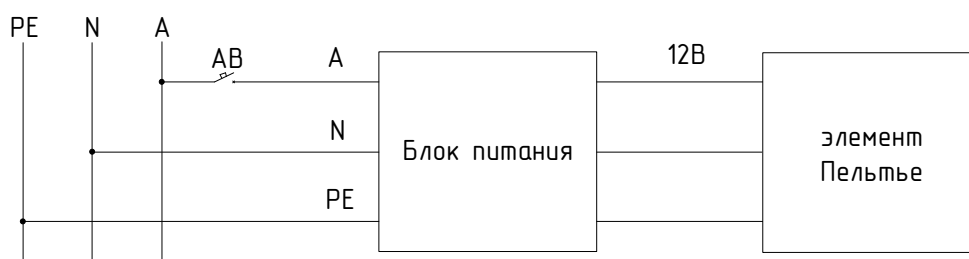 PE N A
АВ A 12В
N
Блок питания
элемент
Пельтье
PE